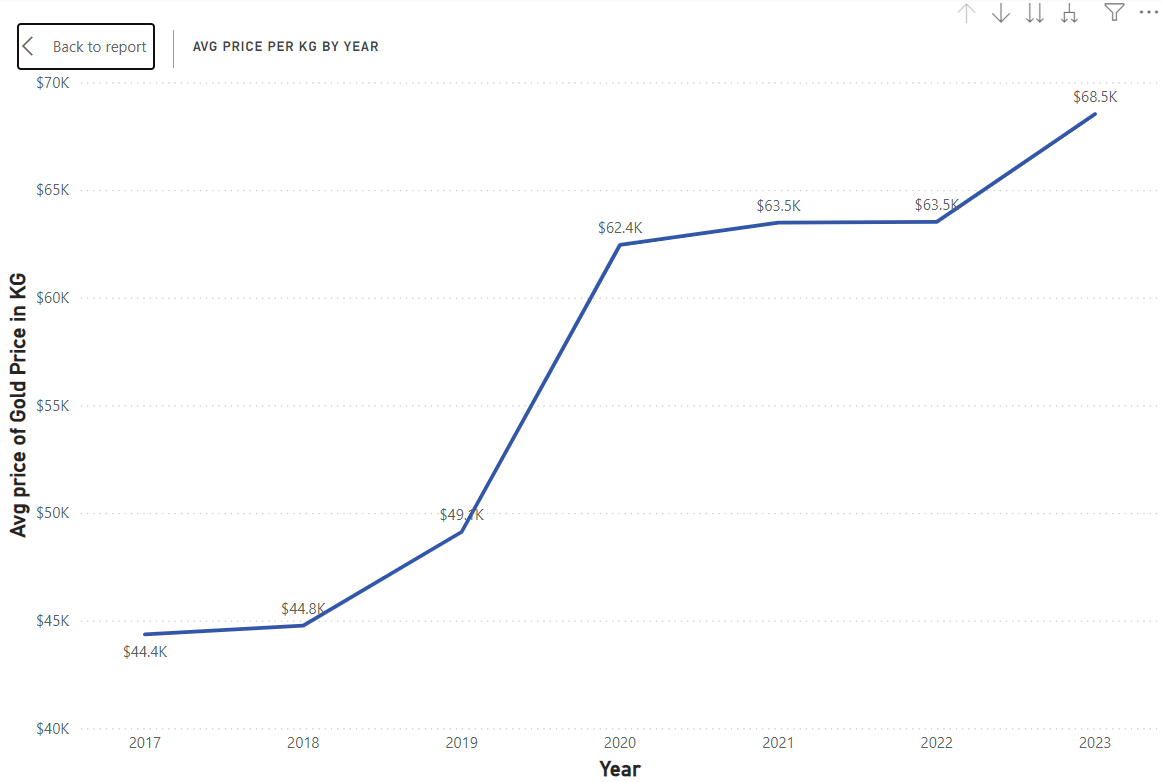 Back to report
AVG PRICE PER KG BY YEAR
$70K
$65K
$60K
$55K
$50K
$45K
$40K
Avg price of Gold Price in KG
$44.4K
$44.8K
$49.1K
$62.4K
$63.5K
$63.5K
$68.5K
2017 2018 2019 2020 2021 2022 2023
Year